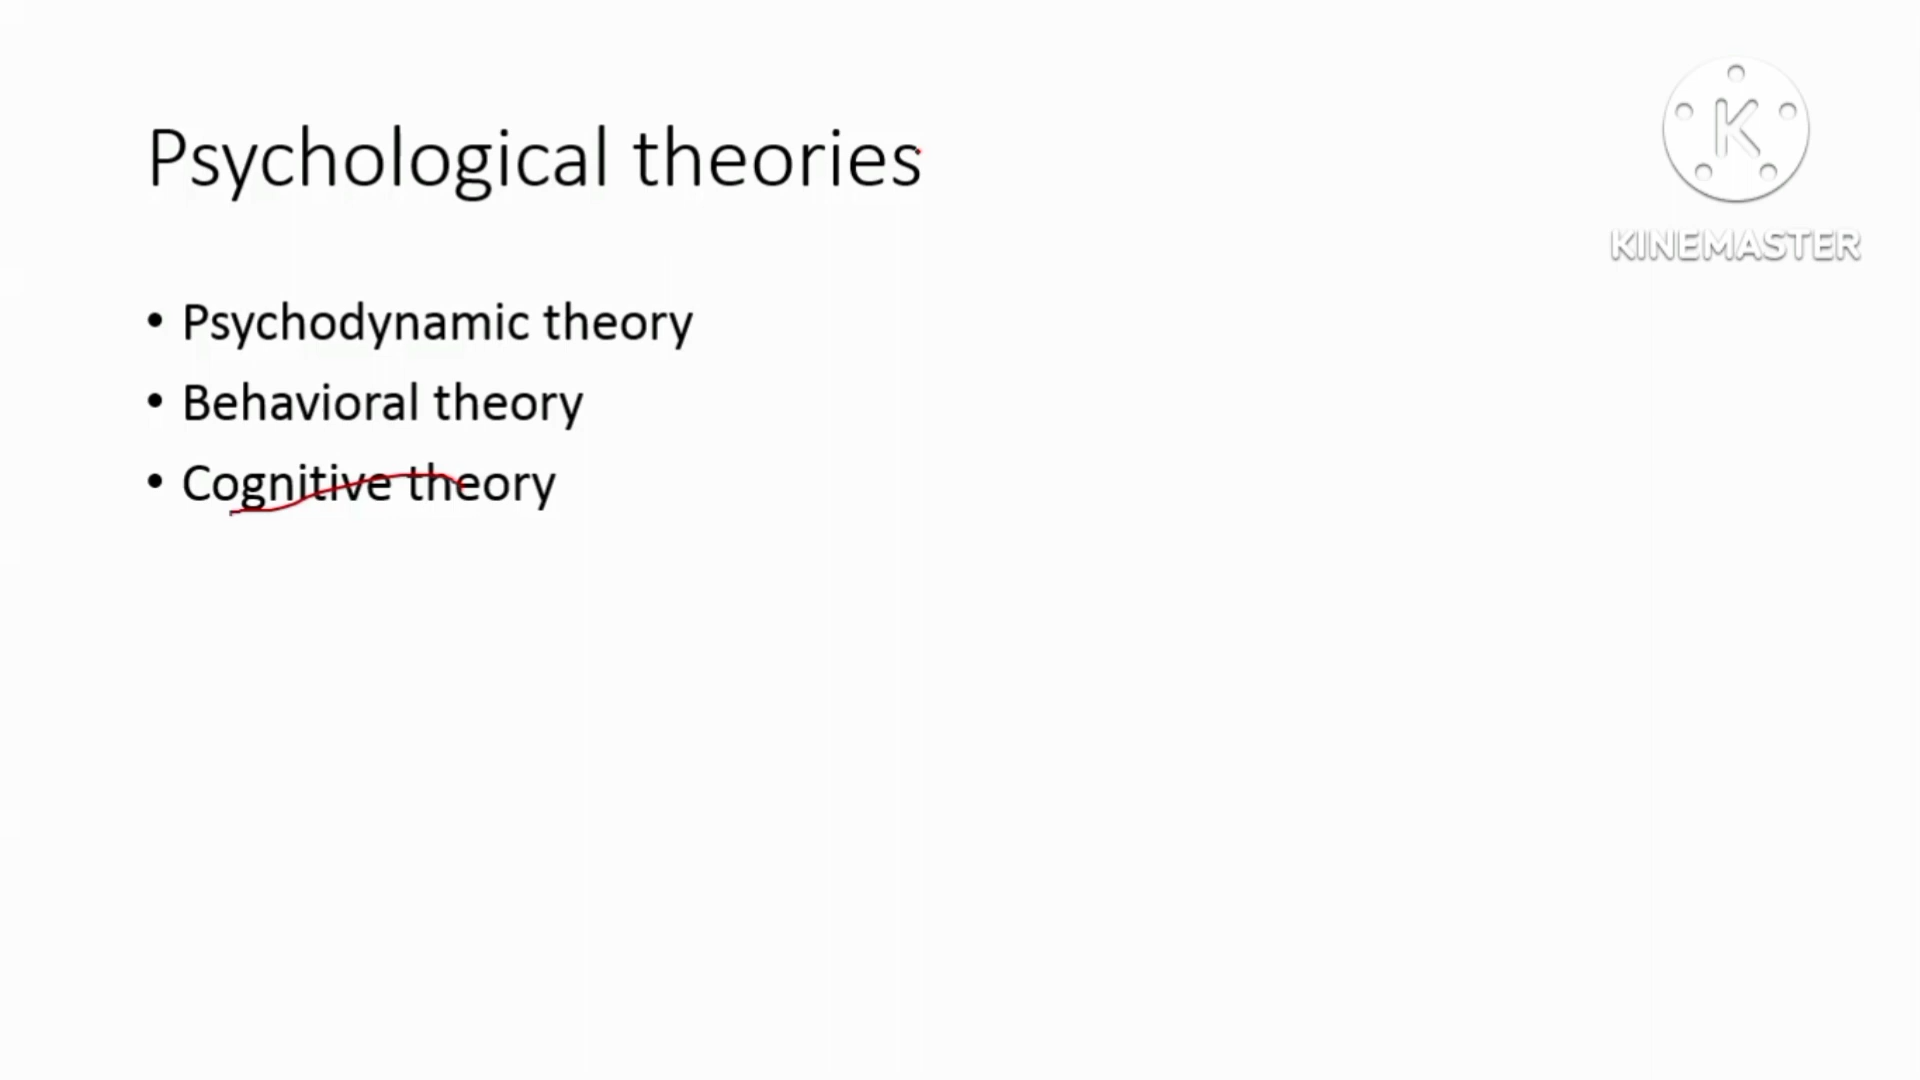 Psychological theories
K
KINEMASTER
• Psychodynamic theory
• Behavioral theory
• Cognitive theory